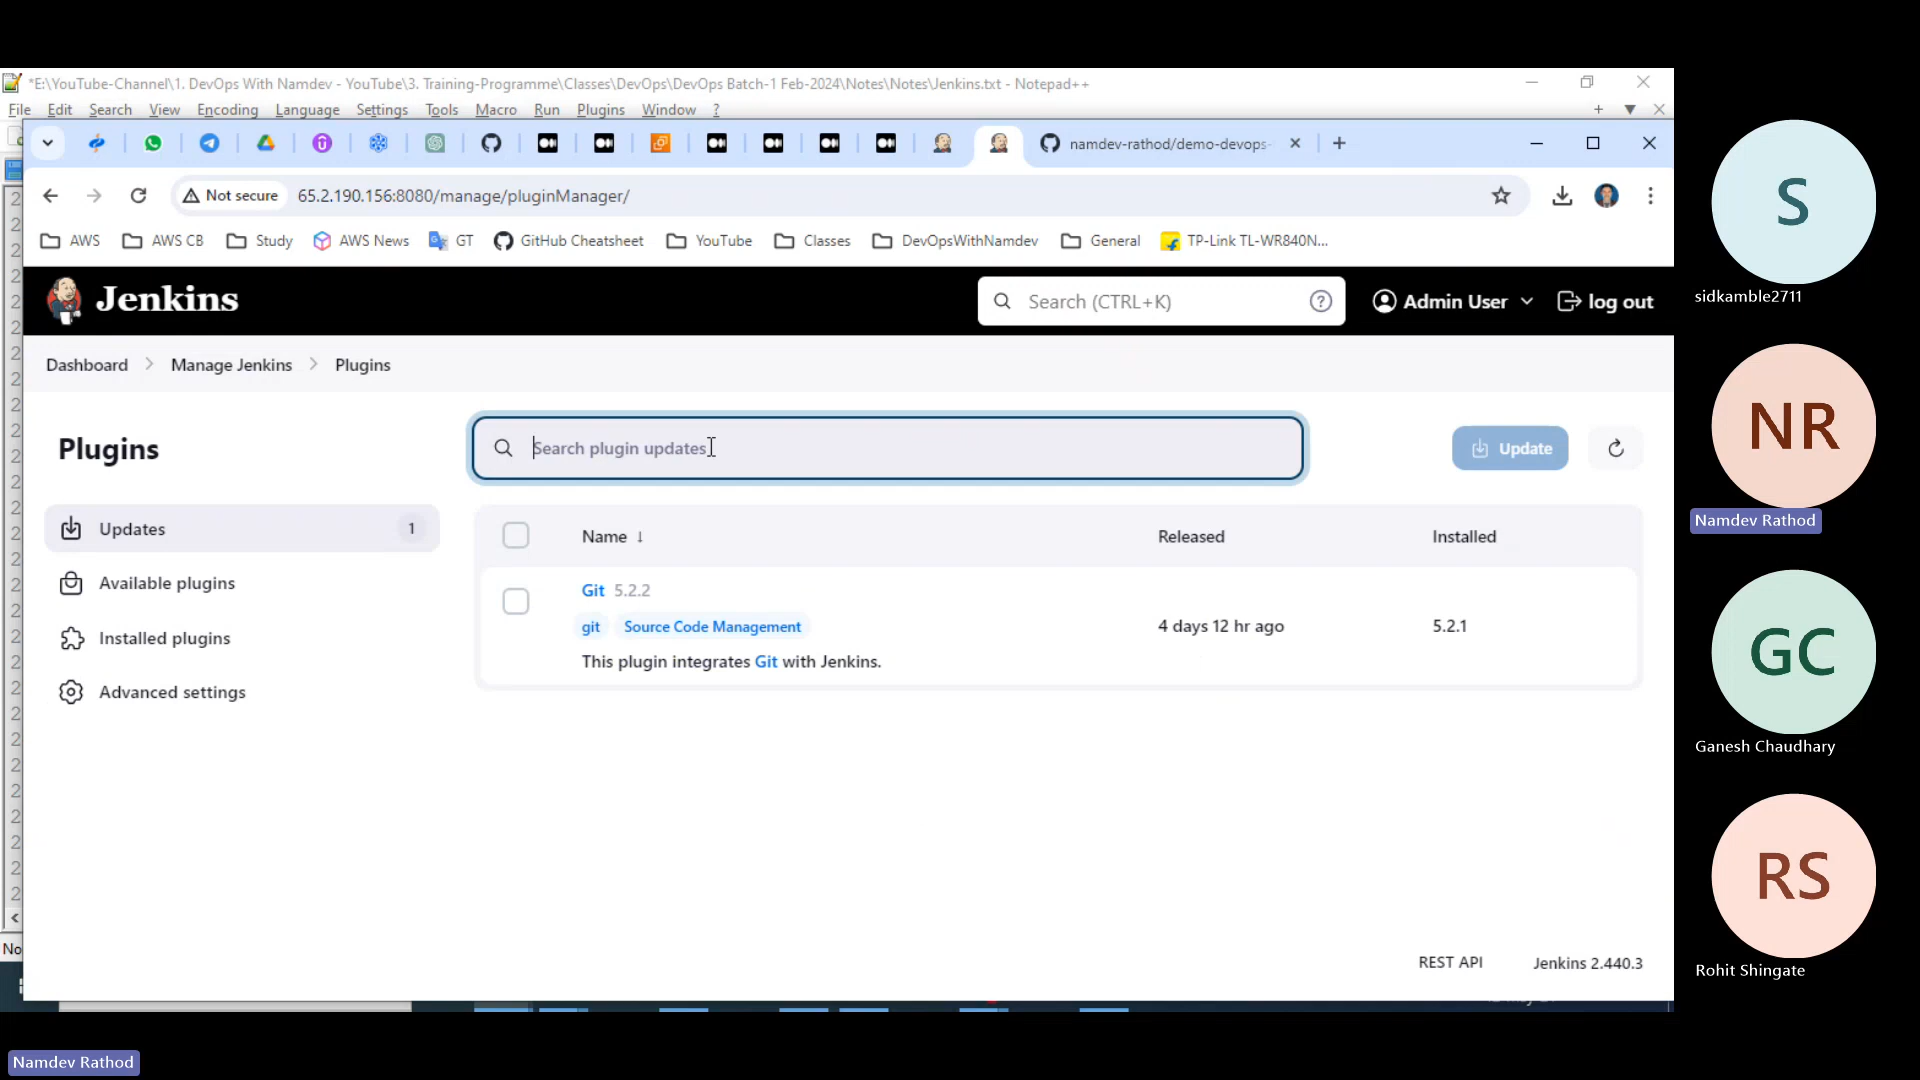 *E:\YouTube-Channel\1. DevOps With Namdev - YouTube\3. Training-Programme\Classes\DevOps\DevOps Batch-1 Feb-2024\Notes\Notes\Jenkins.txt - Notepad++
File Edit Search View Encoding Language Settings Tools Macro Run Plugins Window ?
namdev-rathod/demo-devops-
Not secure 65.2.190.156:8080/manage/pluginManager/
AWS AWS CB Study AWS News GT GitHub Cheatsheet YouTube Classes DevOpsWithNamdev General TP-Link TL-WR840N...
Jenkins Search (CTRL+K) Admin User log out
Dashboard Manage Jenkins Plugins
Plugins Search plugin updates Update
Updates 1
Available plugins
Installed plugins
Advanced settings
Name ↓ Released Installed
Git 5.2.2
git Source Code Management 4 days 12 hr ago 5.2.1
This plugin integrates Git with Jenkins.
REST API Jenkins 2.440.3
S
sidkamble2711
NR
Namdev Rathod
GC
Ganesh Chaudhary
RS
Rohit Shingate
Namdev Rathod